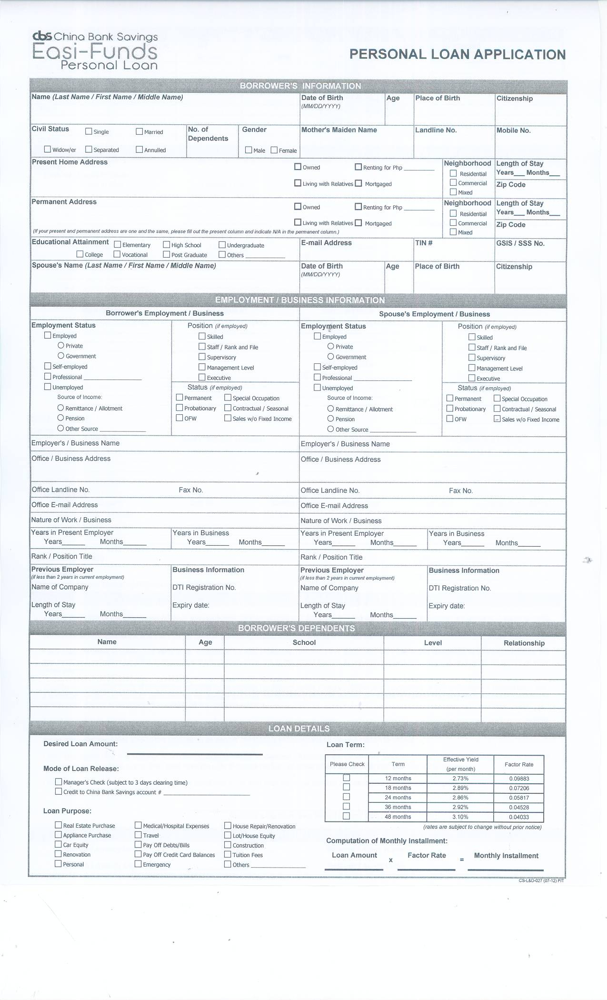 cbs China Bank Savings
Easi-Funds
Personal Loan
PERSONAL LOAN APPLICATION
BORROWER'S INFORMATION
Name (Last Name / First Name / Middle Name)
Date of Birth
(MM/DD/YYYY)
Age
Place of Birth
Citizenship
Civil Status
Single
Married
Widow/er
Separated
Annulled
No. of
Dependents
Gender
Male
Female
Mother's Maiden Name
Landline No.
Mobile No.
Present Home Address
Owned
Renting for Php __________
Living with Relatives
Mortgaged
Neighborhood
Residential
Commercial
Mixed
Length of Stay
Years___ Months___
Zip Code
Permanent Address
Owned
Renting for Php __________
Living with Relatives
Mortgaged
(If your present and permanent address are one and the same, please fill out the present column and indicate N/A in the permanent column.)
Neighborhood
Residential
Commercial
Mixed
Length of Stay
Years___ Months___
Zip Code
Educational Attainment
Elementary
High School
Undergraduate
College
Vocational
Post Graduate
Others ____________
E-mail Address
TIN #
GSIS / SSS No.
Spouse's Name (Last Name / First Name / Middle Name)
Date of Birth
(MM/DD/YYYY)
Age
Place of Birth
Citizenship
EMPLOYMENT / BUSINESS INFORMATION
Borrower's Employment / Business
Spouse's Employment / Business
Employment Status
Employed
Private
Government
Self-employed
Professional __________________
Unemployed
Source of Income:
Remittance / Allotment
Pension
Other Source ______________
Position (if employed)
Skilled
Staff / Rank and File
Supervisory
Management Level
Executive
Status (if employed)
Permanent
Special Occupation
Probationary
Contractual / Seasonal
OFW
Sales w/o Fixed Income
Employment Status
Employed
Private
Government
Self-employed
Professional __________________
Unemployed
Source of Income:
Remittance / Allotment
Pension
Other Source ______________
Position (if employed)
Skilled
Staff / Rank and File
Supervisory
Management Level
Executive
Status (if employed)
Permanent
Special Occupation
Probationary
Contractual / Seasonal
OFW
Sales w/o Fixed Income
Employer's / Business Name
Employer's / Business Name
Office / Business Address
Office / Business Address
Office Landline No.
Fax No.
Office Landline No.
Fax No.
Office E-mail Address
Office E-mail Address
Nature of Work / Business
Nature of Work / Business
Years in Present Employer
Years______ Months______
Years in Business
Years______ Months______
Years in Present Employer
Years______ Months______
Years in Business
Years______ Months______
Rank / Position Title
Rank / Position Title
Previous Employer
(if less than 2 years in current employment)
Name of Company
Length of Stay
Years______ Months______
Business Information
DTI Registration No.
Expiry date:
Previous Employer
(if less than 2 years in current employment)
Name of Company
Length of Stay
Years______ Months______
Business Information
DTI Registration No.
Expiry date:
BORROWER'S DEPENDENTS
Name
Age
School
Level
Relationship
LOAN DETAILS
Desired Loan Amount:
Mode of Loan Release:
Manager's Check (subject to 3 days clearing time)
Credit to China Bank Savings account # __________________________
Loan Purpose:
Real Estate Purchase
Medical/Hospital Expenses
House Repair/Renovation
Appliance Purchase
Travel
Lot/House Equity
Car Equity
Pay Off Debts/Bills
Construction
Renovation
Pay Off Credit Card Balances
Tuition Fees
Personal
Emergency
Others _________________
Loan Term:
Please Check
Term
Effective Yield
(per month)
Factor Rate
12 months 2.73% 0.09883
18 months 2.89% 0.07206
24 months 2.86% 0.05817
36 months 2.92% 0.04528
48 months 3.10% 0.04033
(rates are subject to change without prior notice)
Computation of Monthly Installment:
Loan Amount x Factor Rate = Monthly Installment
CS-L&D-027 (07-12) P/T